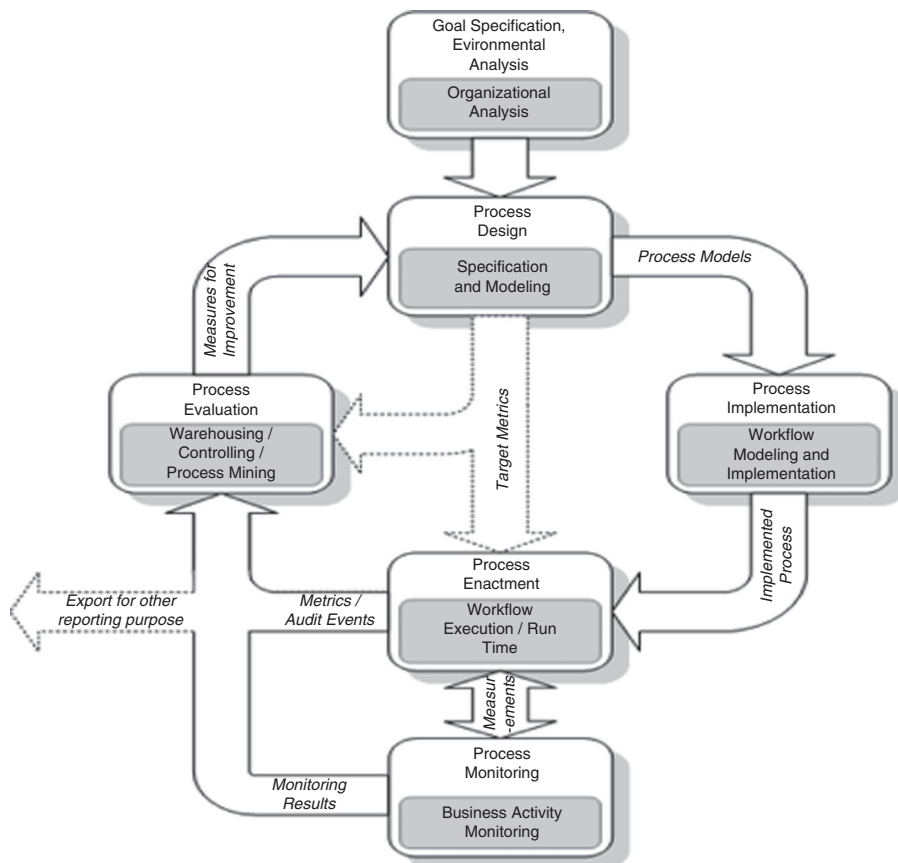 Goal Specification,
Evironmental
Analysis
Organizational
Analysis
Process
Design
Specification
and Modeling
Process Models
Measures for
Improvement
Process
Evaluation
Warehousing /
Controlling /
Process Mining
Target Metrics
Process
Implementation
Workflow
Modeling and
Implementation
Implemented
Process
Process
Enactment
Workflow
Execution / Run
Time
Export for other
reporting purpose
Metrics /
Audit Events
Measur
-ements
Process
Monitoring
Business Activity
Monitoring
Monitoring
Results